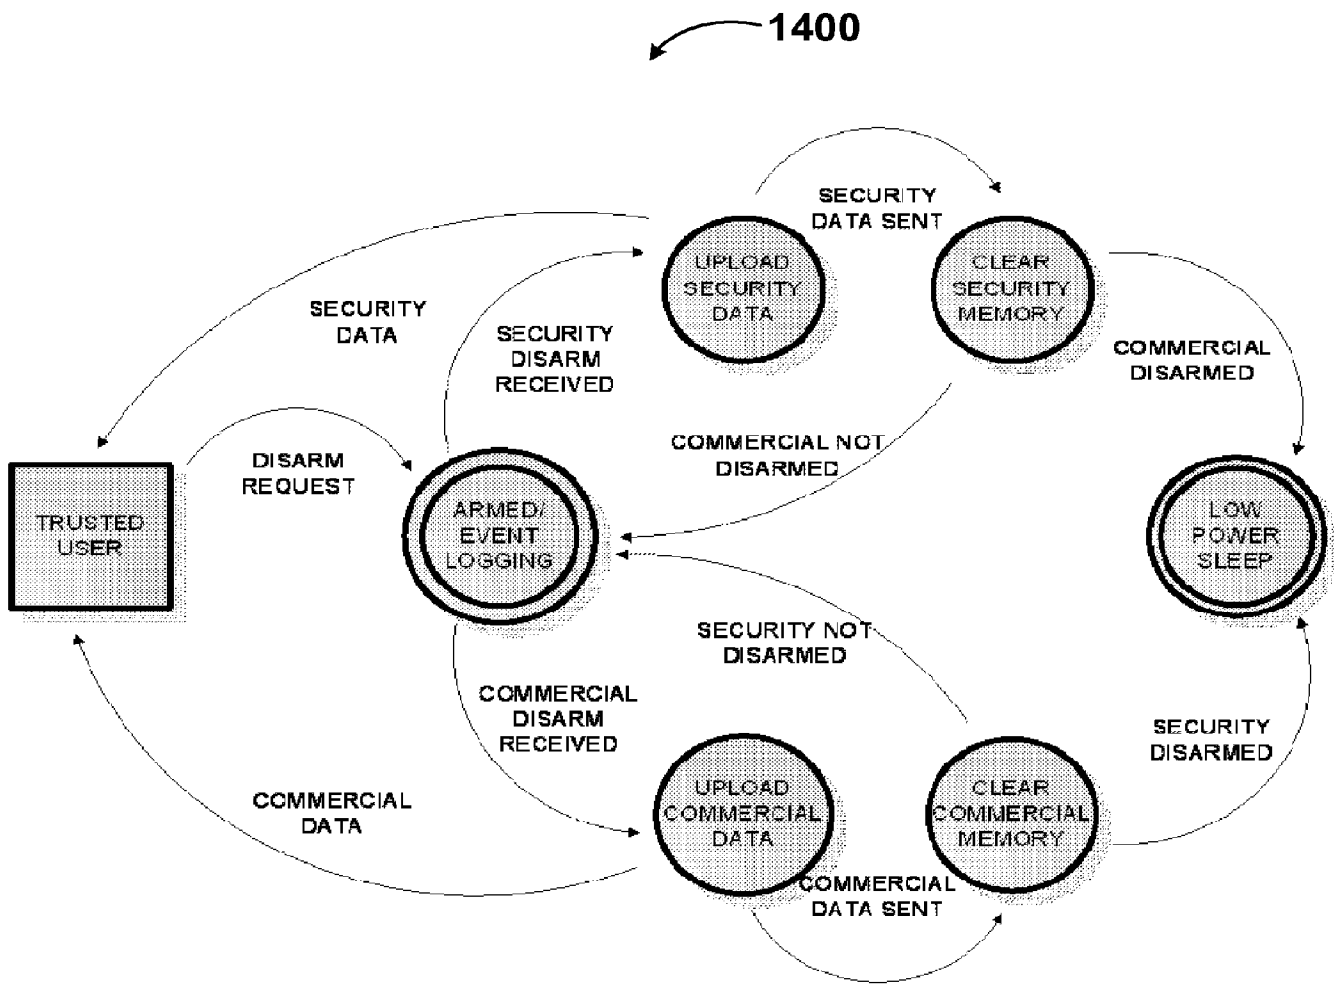 1400
SECURITY
DATA SENT
UPLOAD
SECURITY
DATA
CLEAR
SECURITY
MEMORY
SECURITY
DATA
SECURITY
DISARM
RECEIVED
COMMERCIAL
DISARMED
COMMERCIAL NOT
DISARMED
DISARM
REQUEST
TRUSTED
USER
ARMED/
EVENT
LOGGING
LOW
POWER
SLEEP
SECURITY NOT
DISARMED
COMMERCIAL
DISARM
RECEIVED
SECURITY
DISARMED
COMMERCIAL
DATA
UPLOAD
COMMERCIAL
DATA
CLEAR
COMMERCIAL
MEMORY
COMMERCIAL
DATA SENT